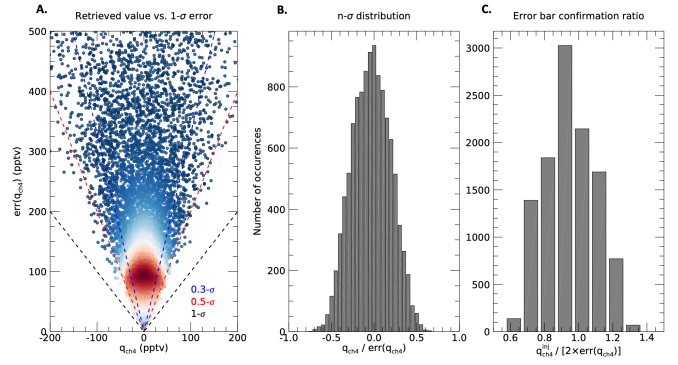 A.
Retrieved value vs. 1-σ error
err(q_ch4) (pptv)
500
400
300
200
100
0
0.3-σ
0.5-σ
1-σ
-200 -100 0 100 200
q_ch4 (pptv)
B.
n-σ distribution
Number of occurences
800
600
400
200
0
-1.0 -0.5 0.0 0.5 1.0
q_ch4 / err(q_ch4)
C.
Error bar confirmation ratio
3000
2500
2000
1500
1000
500
0
0.6 0.8 1.0 1.2 1.4
q_ch4^inj / [2×err(q_ch4)]